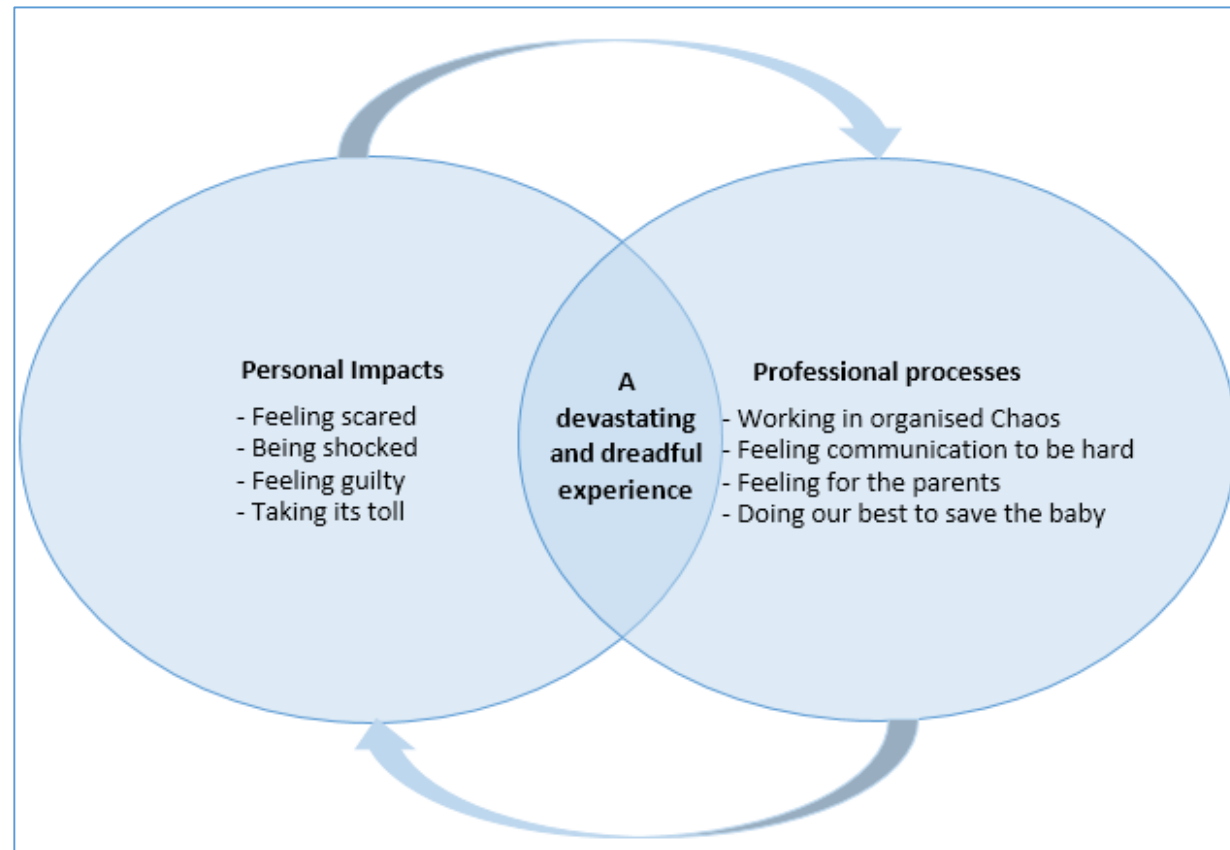 Personal Impacts
- Feeling scared
- Being shocked
- Feeling guilty
- Taking its toll
A
devastating
and dreadful
experience
Professional processes
- Working in organised Chaos
- Feeling communication to be hard
- Feeling for the parents
- Doing our best to save the baby